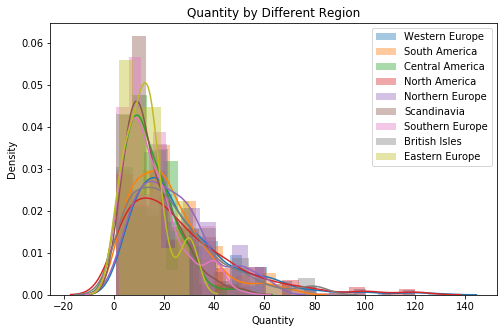 Quantity by Different Region
Density
0.06
0.05
0.04
0.03
0.02
0.01
0.00
−20
0
20
40
60
80
100
120
140
Quantity
Western Europe
South America
Central America
North America
Northern Europe
Scandinavia
Southern Europe
British Isles
Eastern Europe